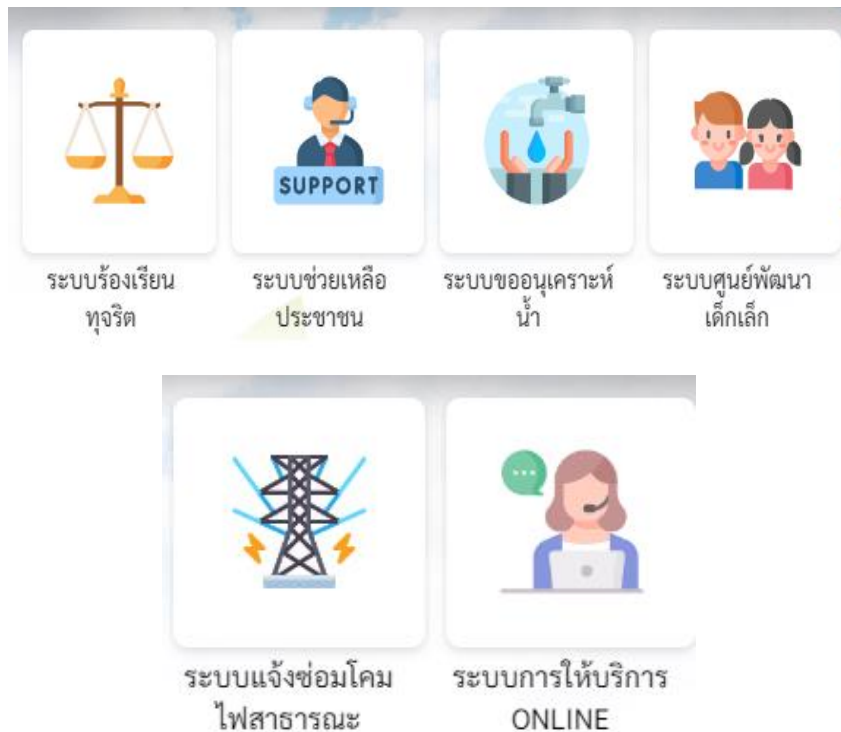 SUPPORT
ระบบร้องเรียน
ทุจริต
ระบบช่วยเหลือ
ประชาชน
ระบบขออนุเคราะห์
น้ำ
ระบบศูนย์พัฒนา
เด็กเล็ก
ระบบแจ้งซ่อมโคม
ไฟสาธารณะ
ระบบการให้บริการ
ONLINE